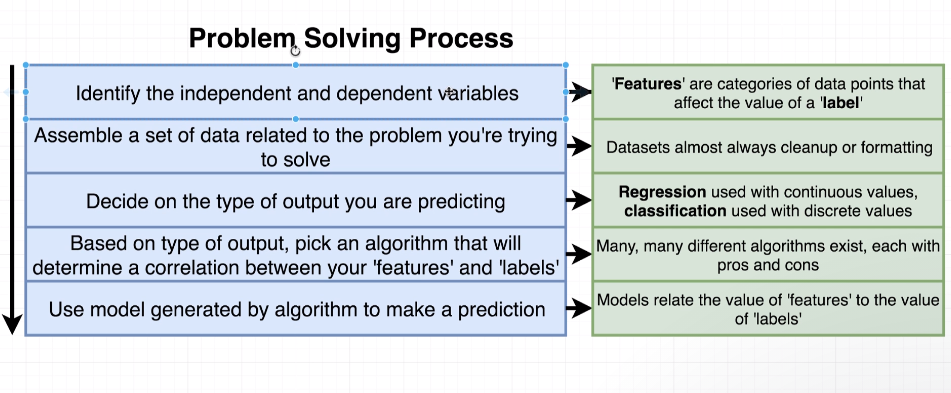 Problem Solving Process
Identify the independent and dependent variables
'Features' are categories of data points that
affect the value of a 'label'
Assemble a set of data related to the problem you're trying
to solve
Datasets almost always cleanup or formatting
Decide on the type of output you are predicting
Regression used with continuous values,
classification used with discrete values
Based on type of output, pick an algorithm that will
determine a correlation between your 'features' and 'labels'
Many, many different algorithms exist, each with
pros and cons
Use model generated by algorithm to make a prediction
Models relate the value of 'features' to the value
of 'labels'